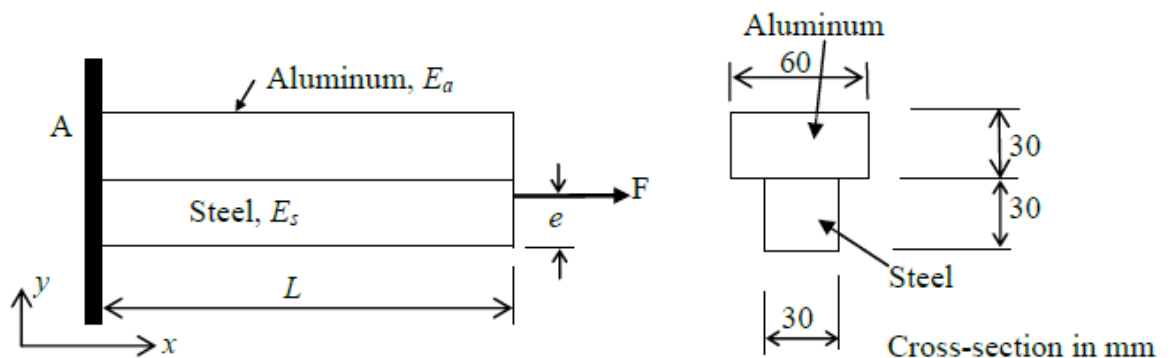 Aluminum, Eₐ
A
Steel, Eₛ
F
e
L
y
x
Aluminum
60
30
30
Steel
30
Cross-section in mm